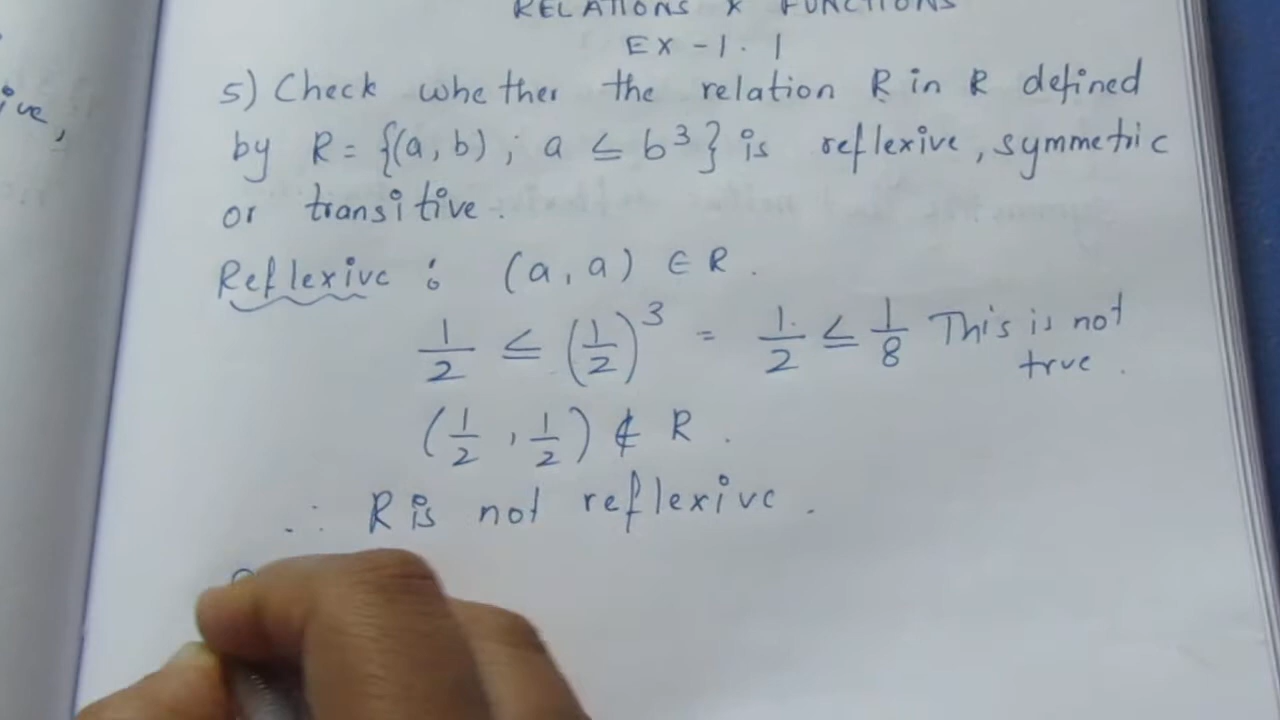 RELATIONS & FUNCTIONS
EX - 1.1
ive,
5) Check whether the relation R in R defined
by R = {(a, b) ; a ≤ b³} is reflexive, symmetric
or transitive.
Reflexive : (a, a) ∈ R.
1/2 ≤ (1/2)³ = 1/2 ≤ 1/8 This is not
true.
(1/2, 1/2) ∉ R.
∴ R is not reflexive.